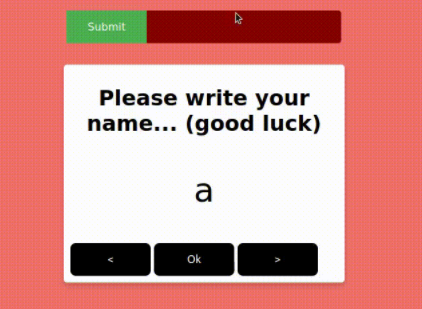 Submit
Please write your
name... (good luck)
a
< Ok >